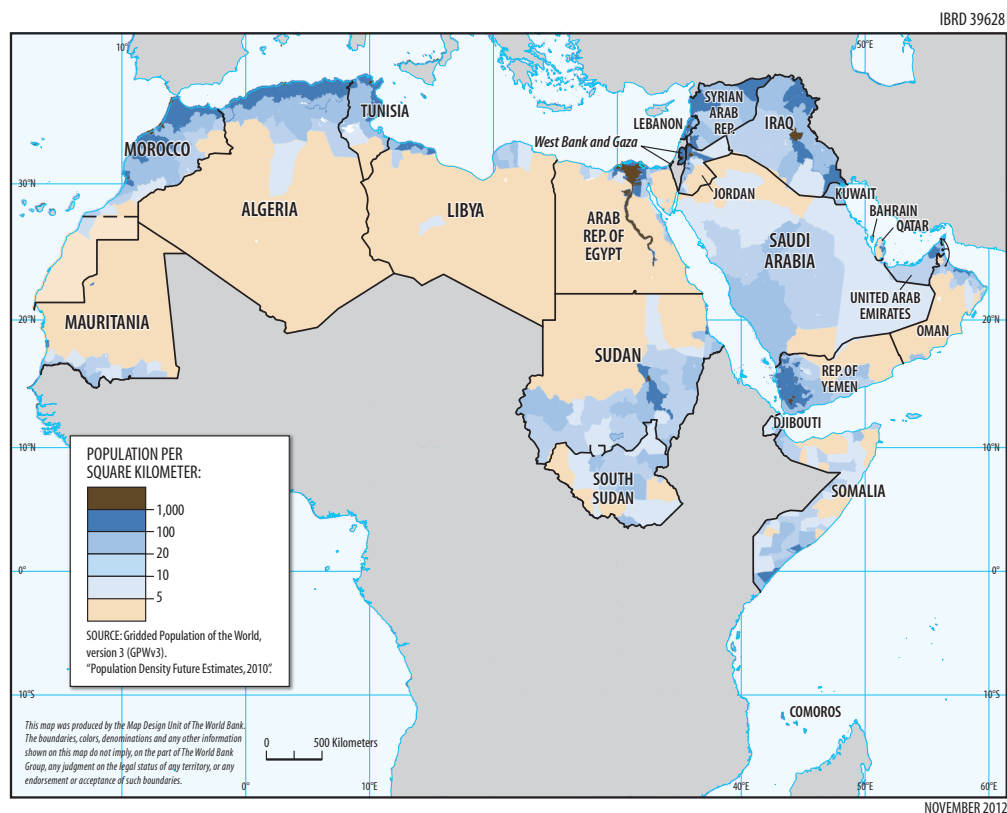 IBRD 39628
10°
50°E
TUNISIA
SYRIAN
ARAB
REP.
LEBANON
IRAQ
West Bank and Gaza
MOROCCO
30°N
30°N
JORDAN
KUWAIT
BAHRAIN
QATAR
ALGERIA
LIBYA
ARAB
REP. OF
EGYPT
SAUDI
ARABIA
UNITED ARAB
EMIRATES
MAURITANIA
20°N
20°N
OMAN
SUDAN
REP. OF
YEMEN
DJIBOUTI
10°N
10°N
SOUTH
SUDAN
SOMALIA
POPULATION PER
SQUARE KILOMETER:
1,000
100
20
10
5
SOURCE: Gridded Population of the World,
version 3 (GPWv3).
"Population Density Future Estimates, 2010".
0°
0°
10°S
10°S
COMOROS
This map was produced by the Map Design Unit of The World Bank.
The boundaries, colors, denominations and any other information
shown on this map do not imply, on the part of The World Bank
Group, any judgment on the legal status of any territory, or any
endorsement or acceptance of such boundaries.
0 500 Kilometers
0° 10°E 40°E 50°E 60°E
NOVEMBER 2012